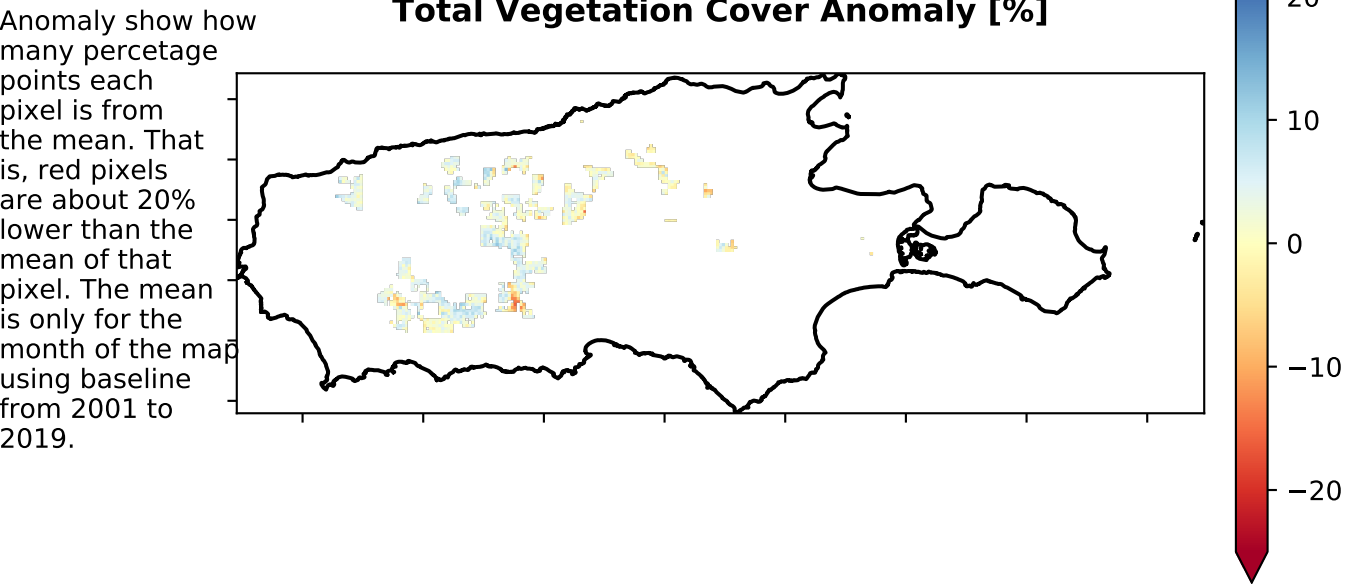 Total Vegetation Cover Anomaly [%]
Anomaly show how
many percetage
points each
pixel is from
the mean. That
is, red pixels
are about 20%
lower than the
mean of that
pixel. The mean
is only for the
month of the map
using baseline
from 2001 to
2019.
20
10
0
−10
−20